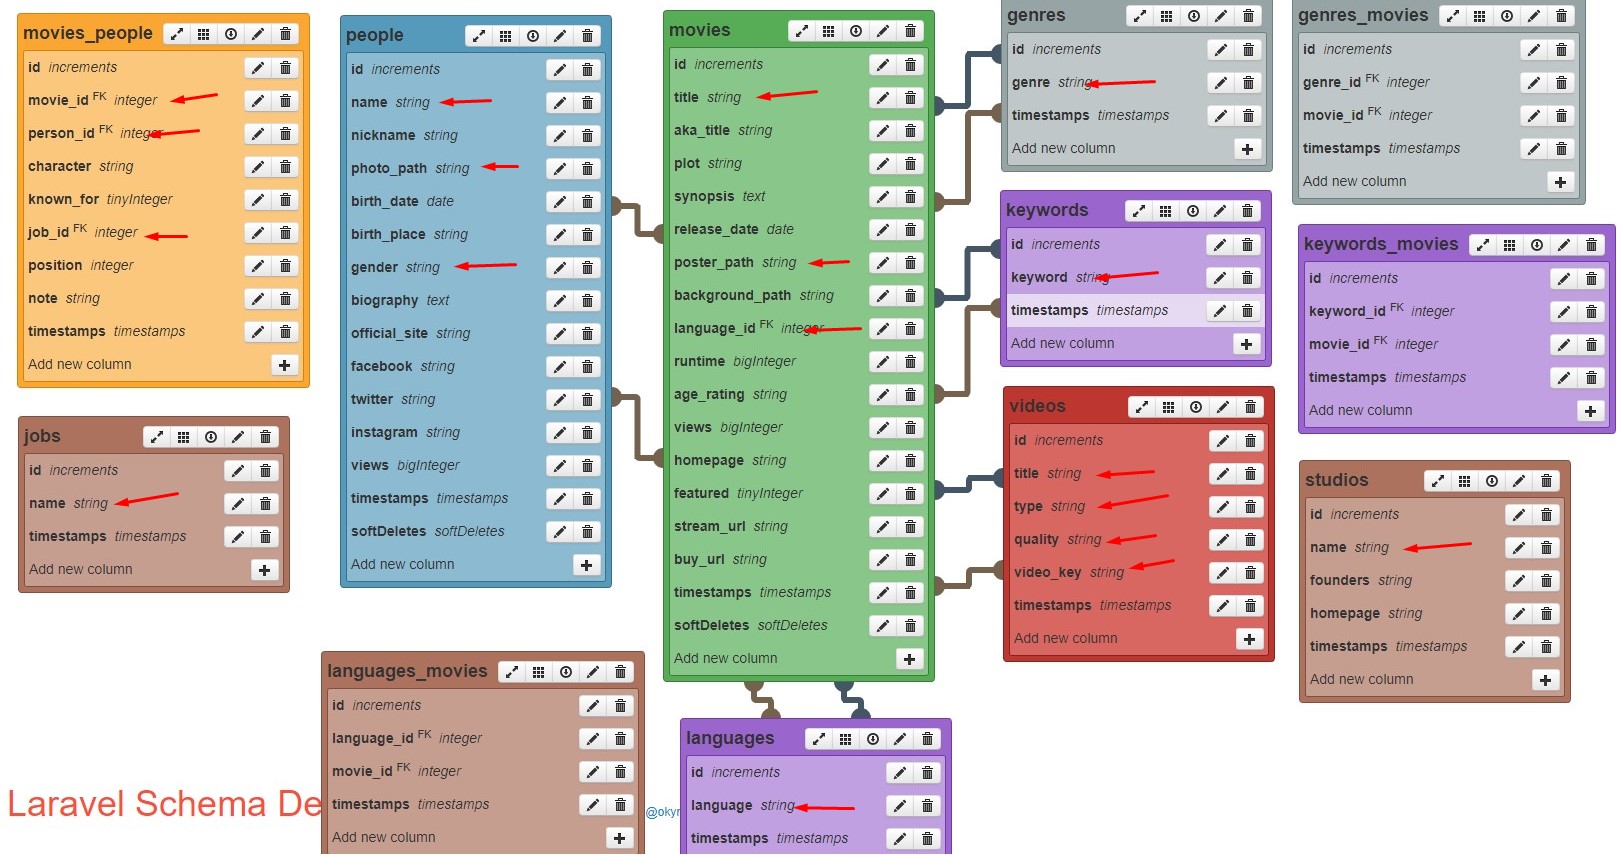 movies_people
id increments
movie_id FK integer
person_id FK integer
character string
known_for tinyInteger
job_id FK integer
position integer
note string
timestamps timestamps
Add new column
jobs
id increments
name string
timestamps timestamps
Add new column
people
id increments
name string
nickname string
photo_path string
birth_date date
birth_place string
gender string
biography text
official_site string
facebook string
twitter string
instagram string
views bigInteger
timestamps timestamps
softDeletes softDeletes
Add new column
languages_movies
id increments
language_id FK integer
movie_id FK integer
timestamps timestamps
Add new column
Laravel Schema De
@okyr
movies
id increments
title string
aka_title string
plot string
synopsis text
release_date date
poster_path string
background_path string
language_id FK integer
runtime bigInteger
age_rating string
views bigInteger
homepage string
featured tinyInteger
stream_url string
buy_url string
timestamps timestamps
softDeletes softDeletes
Add new column
languages
id increments
language string
timestamps timestamps
genres
id increments
genre string
timestamps timestamps
Add new column
keywords
id increments
keyword string
timestamps timestamps
Add new column
videos
id increments
title string
type string
quality string
video_key string
timestamps timestamps
Add new column
genres_movies
id increments
genre_id FK integer
movie_id FK integer
timestamps timestamps
Add new column
keywords_movies
id increments
keyword_id FK integer
movie_id FK integer
timestamps timestamps
Add new column
studios
id increments
name string
founders string
homepage string
timestamps timestamps
Add new column